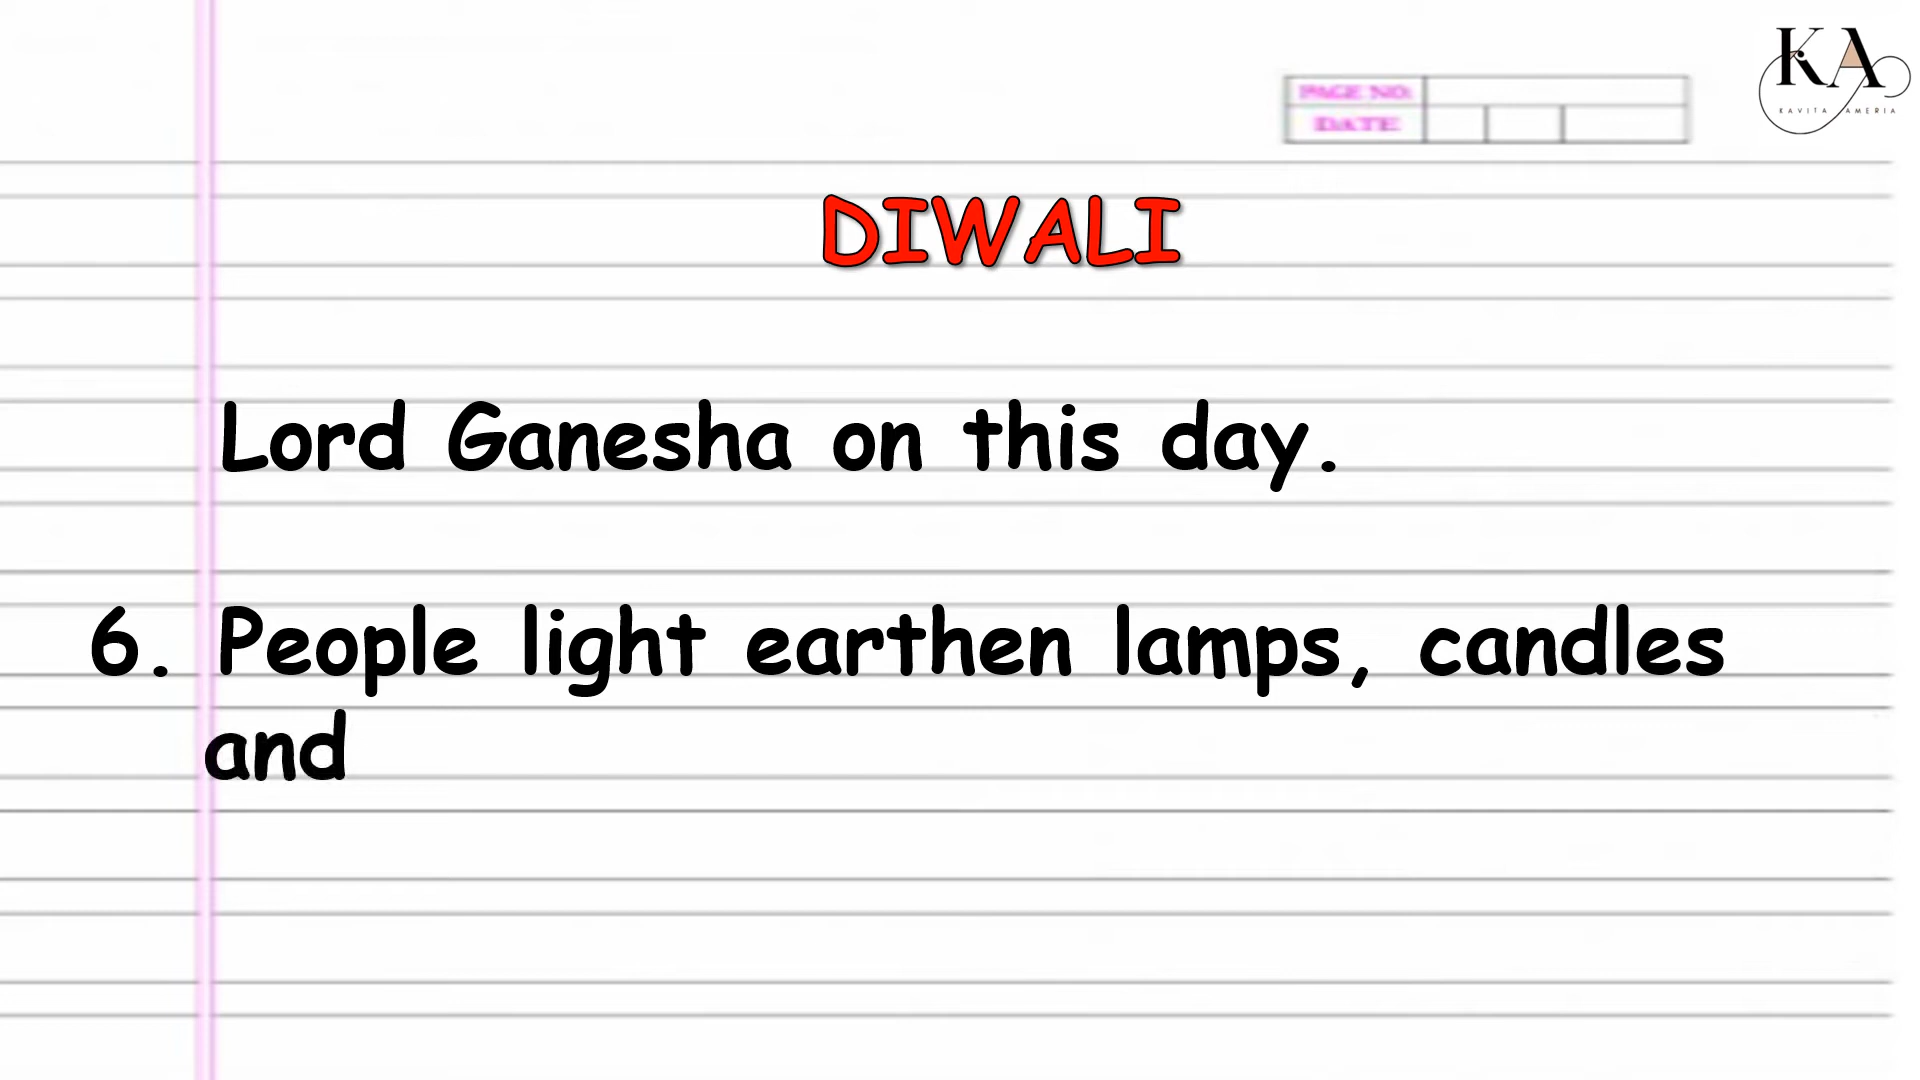 KA
KAVITA AMERIA
PAGE NO:
DATE
DIWALI
Lord Ganesha on this day.
6. People light earthen lamps, candles
and